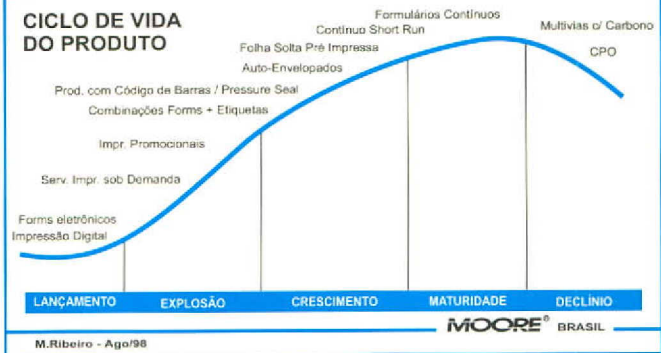 CICLO DE VIDA
DO PRODUTO
Formulários Contínuos
Contínuo Short Run
Folha Solta Pré Impressa
Auto-Envelopados
Prod. com Código de Barras / Pressure Seal
Combinações Forms + Etiquetas
Impr. Promocionais
Serv. Impr. sob Demanda
Forms eletrônicos
Impressão Digital
Multivias c/ Carbono
CPO
LANÇAMENTO
EXPLOSÃO
CRESCIMENTO
MATURIDADE
DECLÍNIO
MOORE® BRASIL
M.Ribeiro - Ago/98